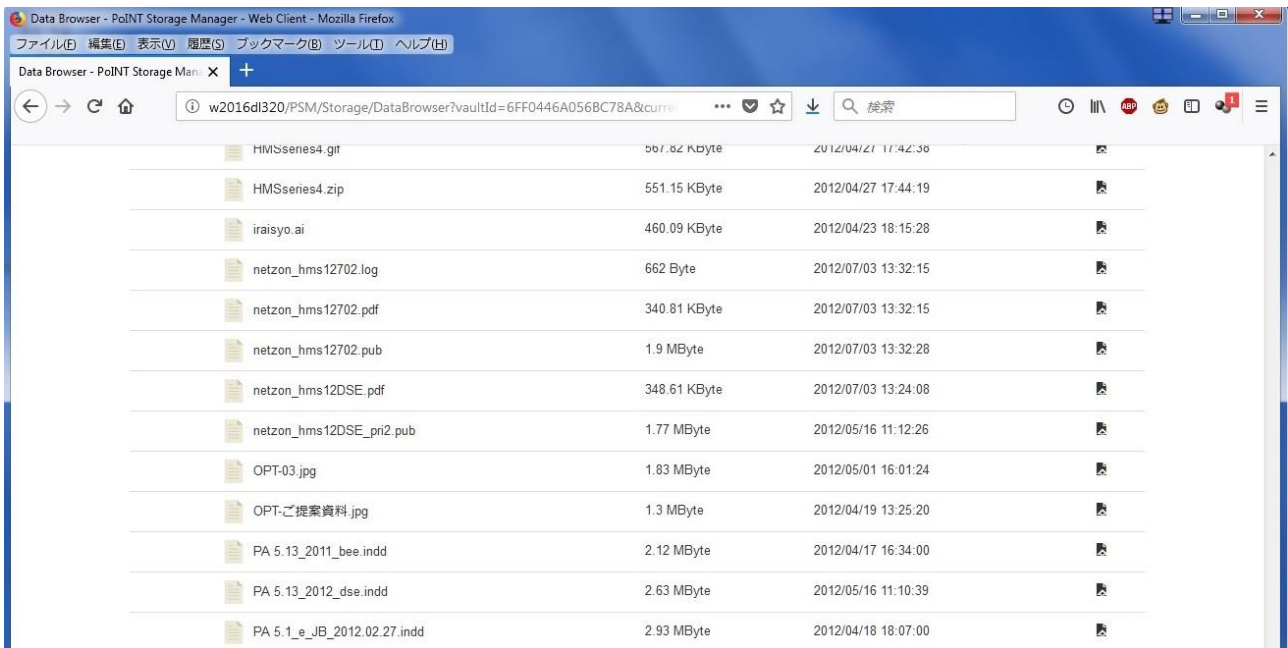 Data Browser - PoINT Storage Manager - Web Client - Mozilla Firefox
ファイル(F) 編集(E) 表示(V) 履歴(S) ブックマーク(B) ツール(T) ヘルプ(H)
Data Browser - PoINT Storage Mana
w2016dl320/PSM/Storage/DataBrowser?vaultId=6FF0446A056BC78A&curre 検索 ABP 1
HMSseries4.gif 567.82 KByte 2012/04/27 17:42:38
HMSseries4.zip 551.15 KByte 2012/04/27 17:44:19
iraisyo.ai 460.09 KByte 2012/04/23 18:15:28
netzon_hms12702.log 662 Byte 2012/07/03 13:32:15
netzon_hms12702.pdf 340.81 KByte 2012/07/03 13:32:15
netzon_hms12702.pub 1.9 MByte 2012/07/03 13:32:28
netzon_hms12DSE.pdf 348.61 KByte 2012/07/03 13:24:08
netzon_hms12DSE_pri2.pub 1.77 MByte 2012/05/16 11:12:26
OPT-03.jpg 1.83 MByte 2012/05/01 16:01:24
OPT-ご提案資料.jpg 1.3 MByte 2012/04/19 13:25:20
PA 5.13_2011_bee.indd 2.12 MByte 2012/04/17 16:34:00
PA 5.13_2012_dse.indd 2.63 MByte 2012/05/16 11:10:39
PA 5.1_e_JB_2012.02.27.indd 2.93 MByte 2012/04/18 18:07:00